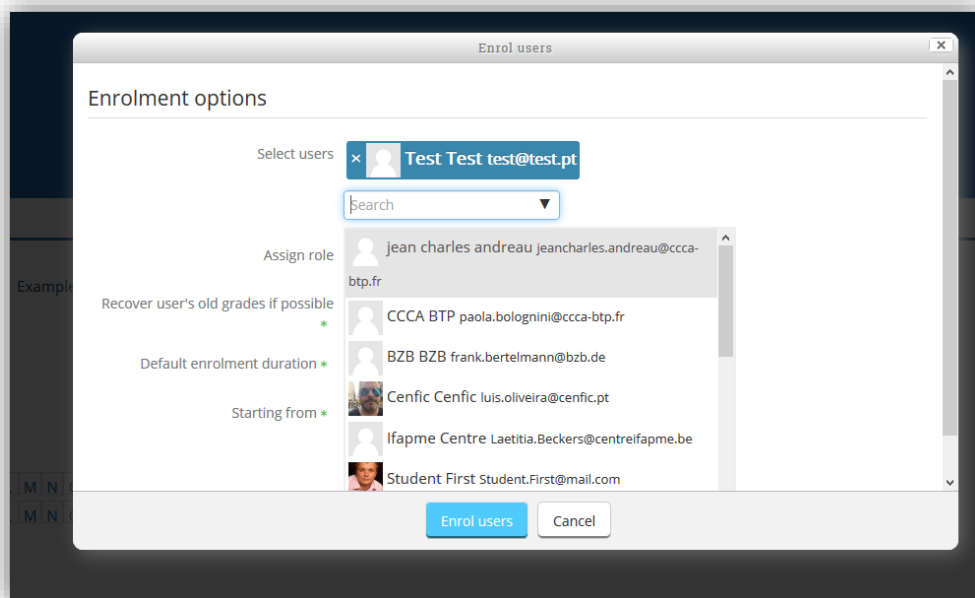 Enrol users
×
Enrolment options
Select users
× Test Test test@test.pt
Search ▼
Assign role
jean charles andreau jeancharles.andreau@ccca-
btp.fr
Example
Recover user's old grades if possible
*
CCCA BTP paola.bolognini@ccca-btp.fr
Default enrolment duration *
BZB BZB frank.bertelmann@bzb.de
Starting from *
Cenfic Cenfic luis.oliveira@cenfic.pt
Ifapme Centre Laetitia.Beckers@centreifapme.be
Student First Student.First@mail.com
M N
M N
Enrol users
Cancel